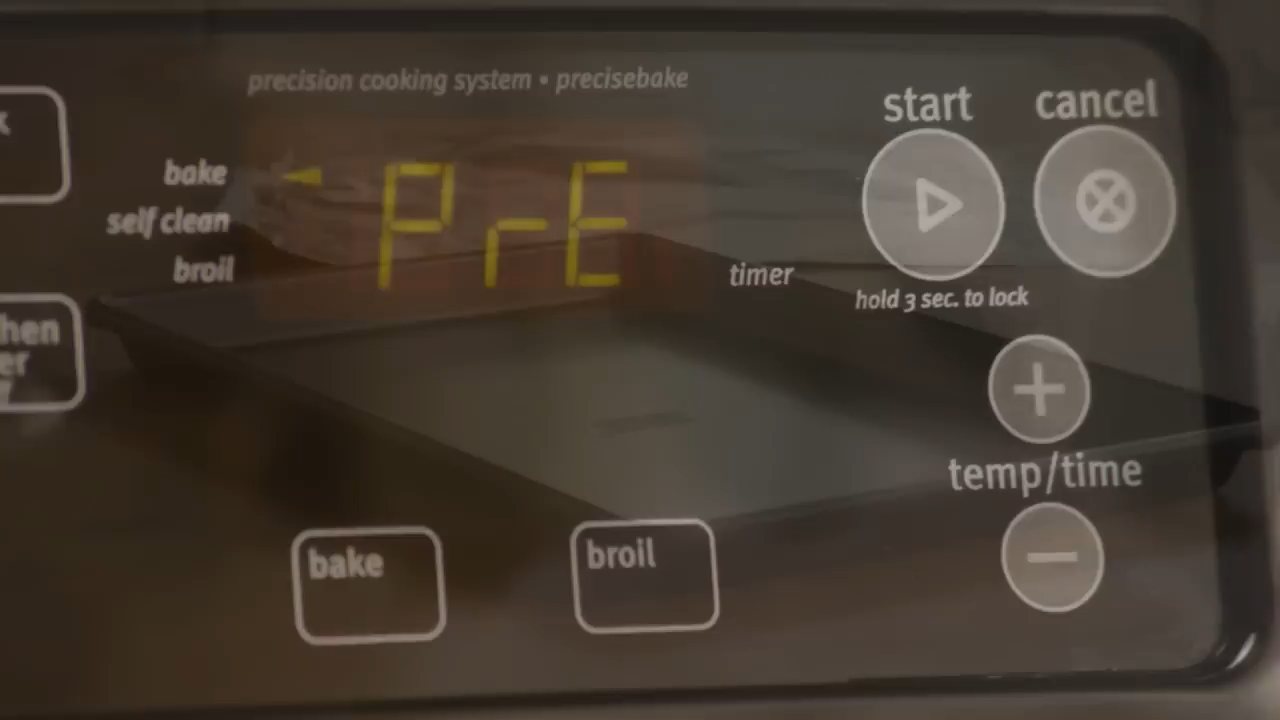 precision cooking system • precisebake
start
cancel
bake
PrE
self clean
broil
timer
hold 3 sec. to lock
temp/time
bake
broil